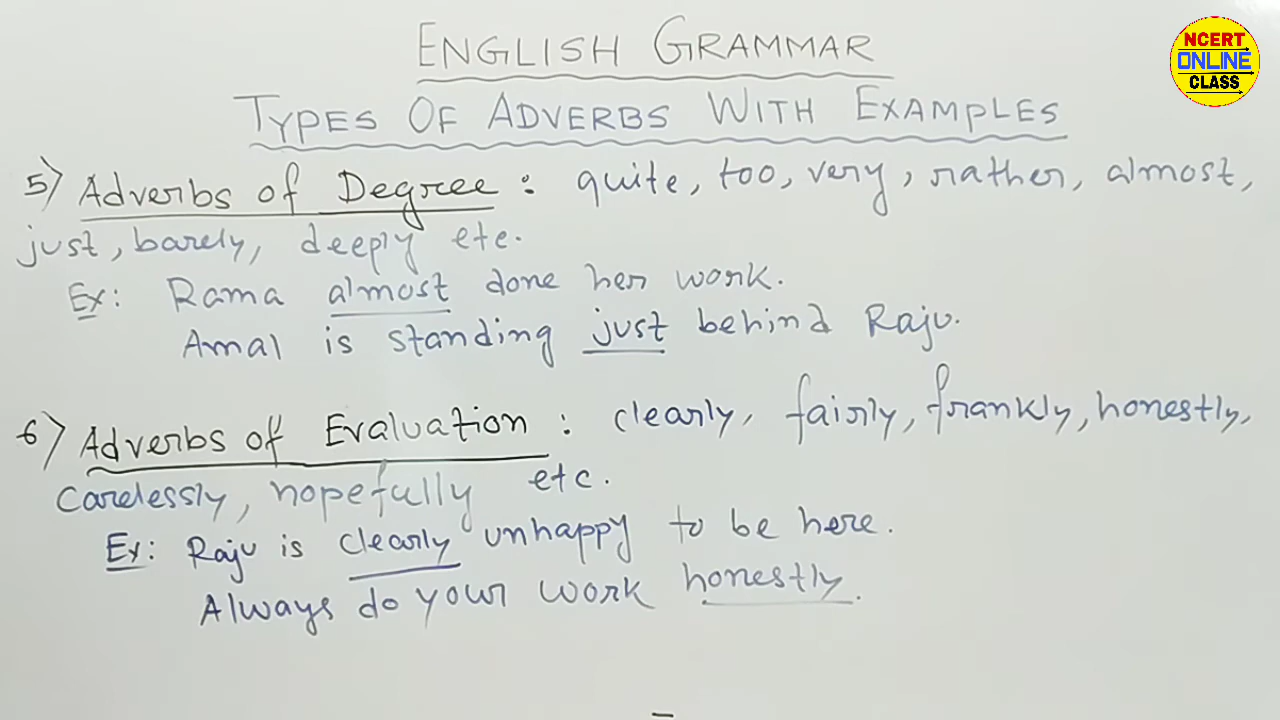 ENGLISH GRAMMAR
NCERT
ONLINE
CLASS
TYPES OF ADVERBS WITH EXAMPLES
5) Adverbs of Degree : quite, too, very, rather, almost,
just, barely, deeply etc.
Ex: Rama almost done her work.
Amal is standing just behind Raju.
6) Adverbs of Evaluation : clearly, fairly, frankly, honestly,
Carelessly, hopefully etc.
Ex: Raju is clearly unhappy to be here.
Always do your work honestly.